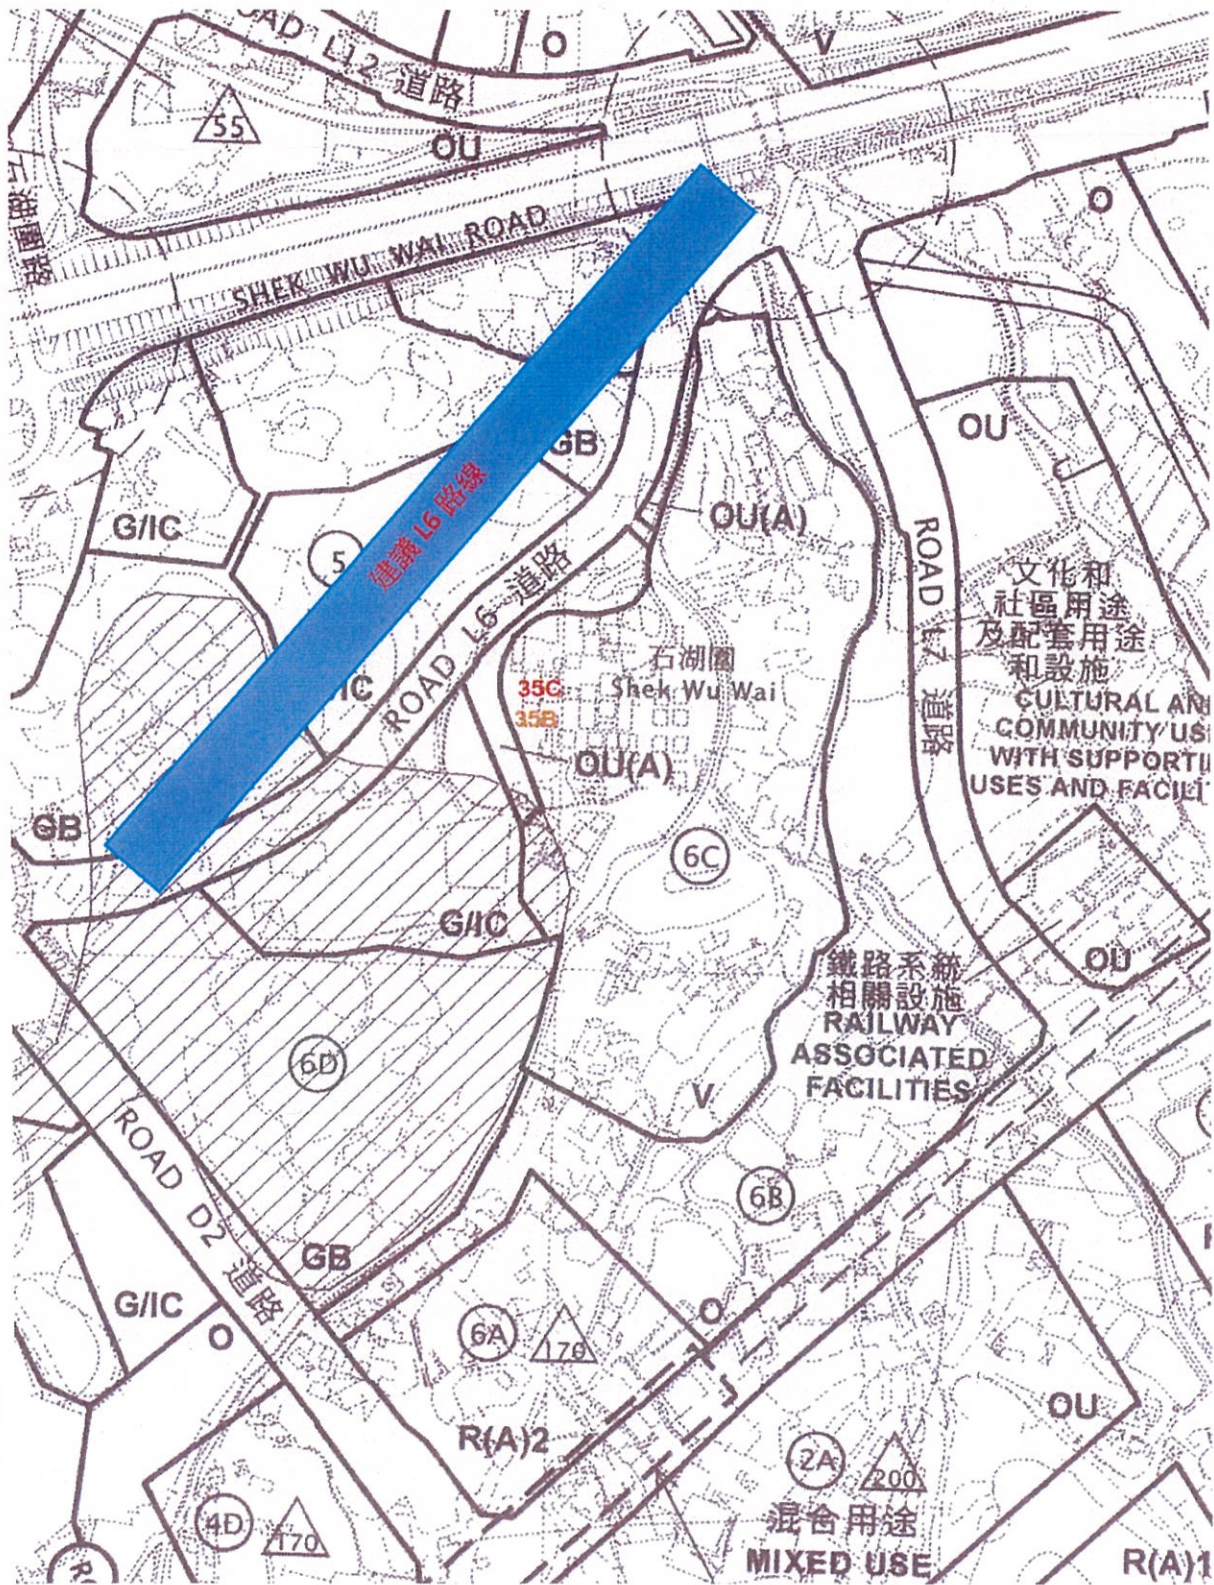 ROAD L12 道路
O
V
55
OU
O
SHEK WU WAI ROAD
OU
GB
G/IC
5
建議 L6 路線
OU(A)
ROAD L6 道路
ROAD L7 道路
文化和
社區用途
及配套用途
和設施
CULTURAL AN
COMMUNITY US
WITH SUPPORTI
USES AND FACILIT
石湖圍
Shek Wu Wai
35C
35B
IC
OU(A)
GB
6C
G/IC
OU
鐵路系統
相關設施
RAILWAY
ASSOCIATED
FACILITIES
6D
V
ROAD D2 道路
6B
GB
G/IC
O
6A
170
O
R(A)2
OU
2A
200
4D
170
混合用途
MIXED USE
R(A)1